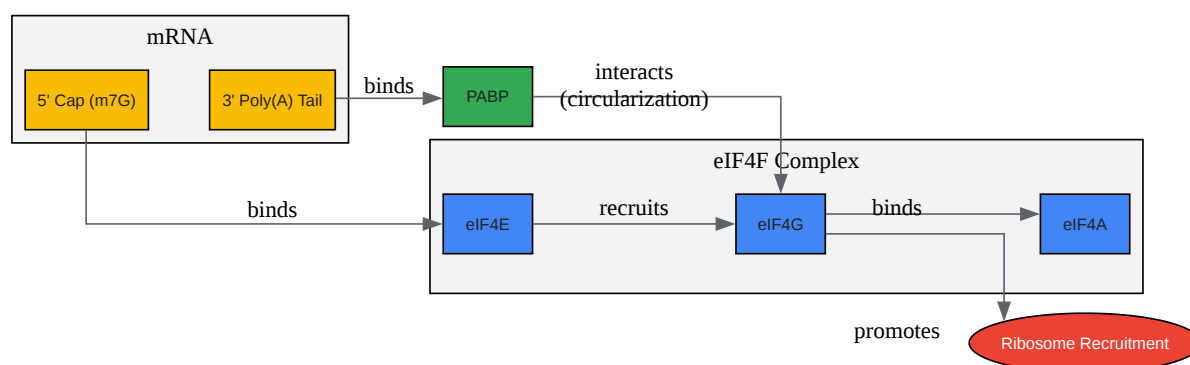 mRNA
5' Cap (m7G)
3' Poly(A) Tail
binds
PABP
interacts
(circularization)
eIF4F Complex
binds
eIF4E
recruits
eIF4G
binds
eIF4A
promotes
Ribosome Recruitment